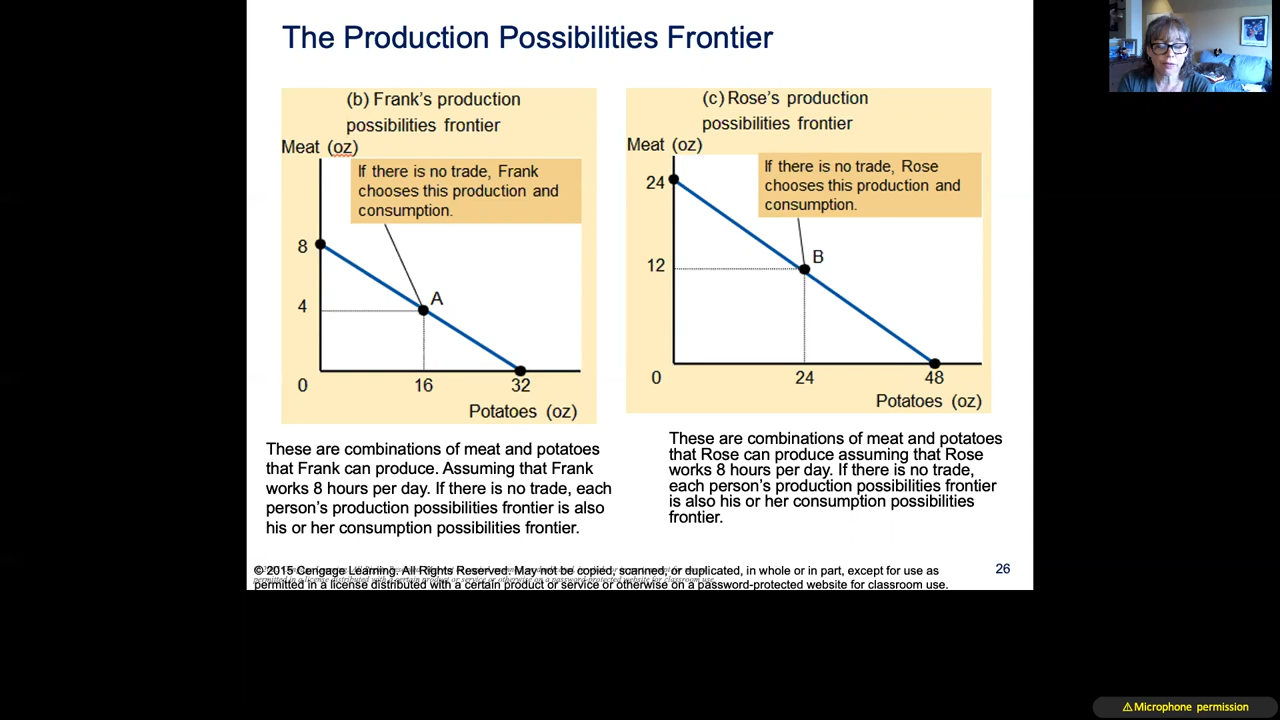 The Production Possibilities Frontier
(b) Frank's production
possibilities frontier
Meat (oz)
If there is no trade, Frank
chooses this production and
consumption.
8
A
4
0
16
32
Potatoes (oz)
(c) Rose's production
possibilities frontier
Meat (oz)
If there is no trade, Rose
chooses this production and
consumption.
24
B
12
0
24
48
Potatoes (oz)
These are combinations of meat and potatoes
that Frank can produce. Assuming that Frank
works 8 hours per day. If there is no trade, each
person's production possibilities frontier is also
his or her consumption possibilities frontier.
These are combinations of meat and potatoes
that Rose can produce assuming that Rose
works 8 hours per day. If there is no trade,
each person's production possibilities frontier
is also his or her consumption possibilities
frontier.
© 2015 Cengage Learning. All Rights Reserved. May not be copied, scanned, or duplicated, in whole or in part, except for use as
permitted in a license distributed with a certain product or service or otherwise on a password-protected website for classroom use.
26
⚠Microphone permission